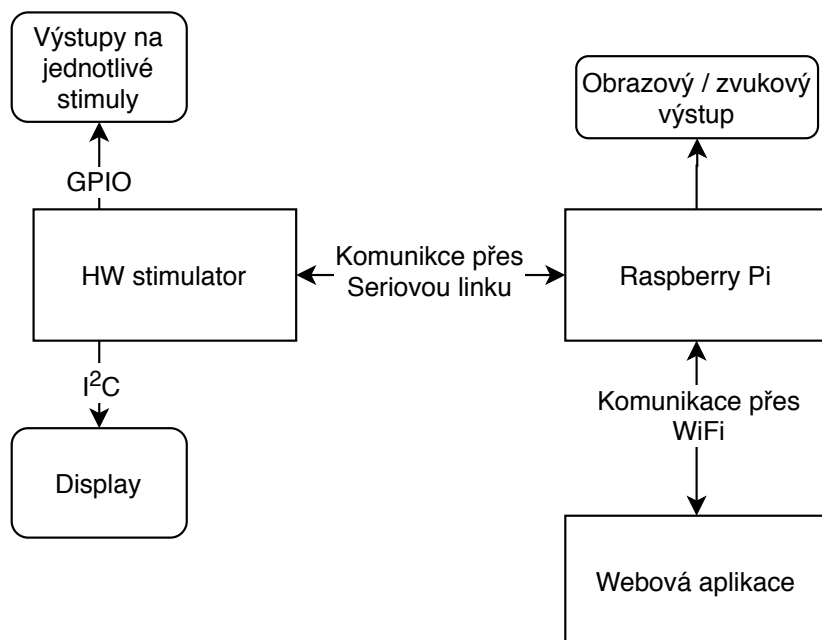 Výstupy na
jednotlivé
stimuly
Obrazový / zvukový
výstup
GPIO
HW stimulator
Komunikce přes
Seriovou linku
Raspberry Pi
I²C
Komunikace přes
WiFi
Display
Webová aplikace